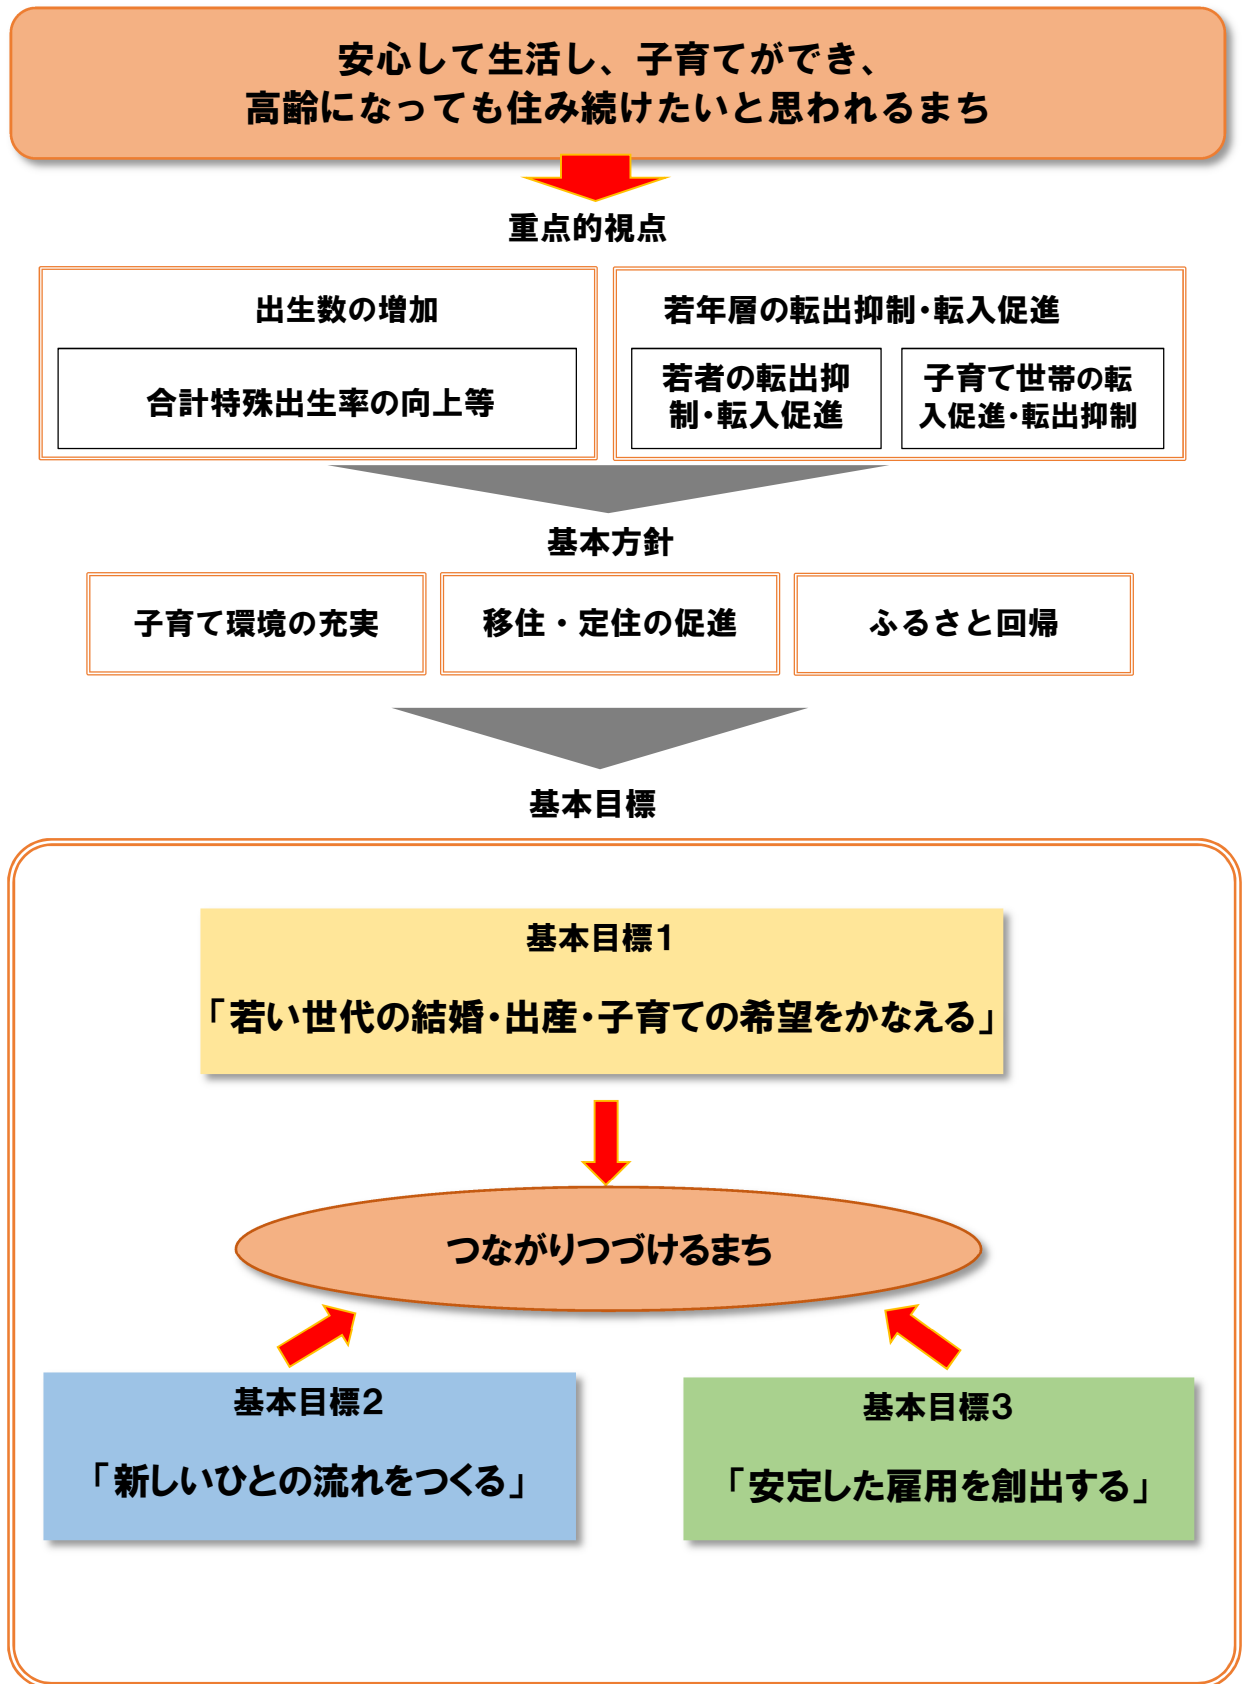 安心して生活し、子育てができ、
高齢になっても住み続けたいと思われるまち
重点的視点
出生数の増加
合計特殊出生率の向上等
若年層の転出抑制・転入促進
若者の転出抑
制・転入促進
子育て世帯の転
入促進・転出抑制
基本方針
子育て環境の充実
移住・定住の促進
ふるさと回帰
基本目標
基本目標1
「若い世代の結婚・出産・子育ての希望をかなえる」
つながりつづけるまち
基本目標2
「新しいひとの流れをつくる」
基本目標3
「安定した雇用を創出する」